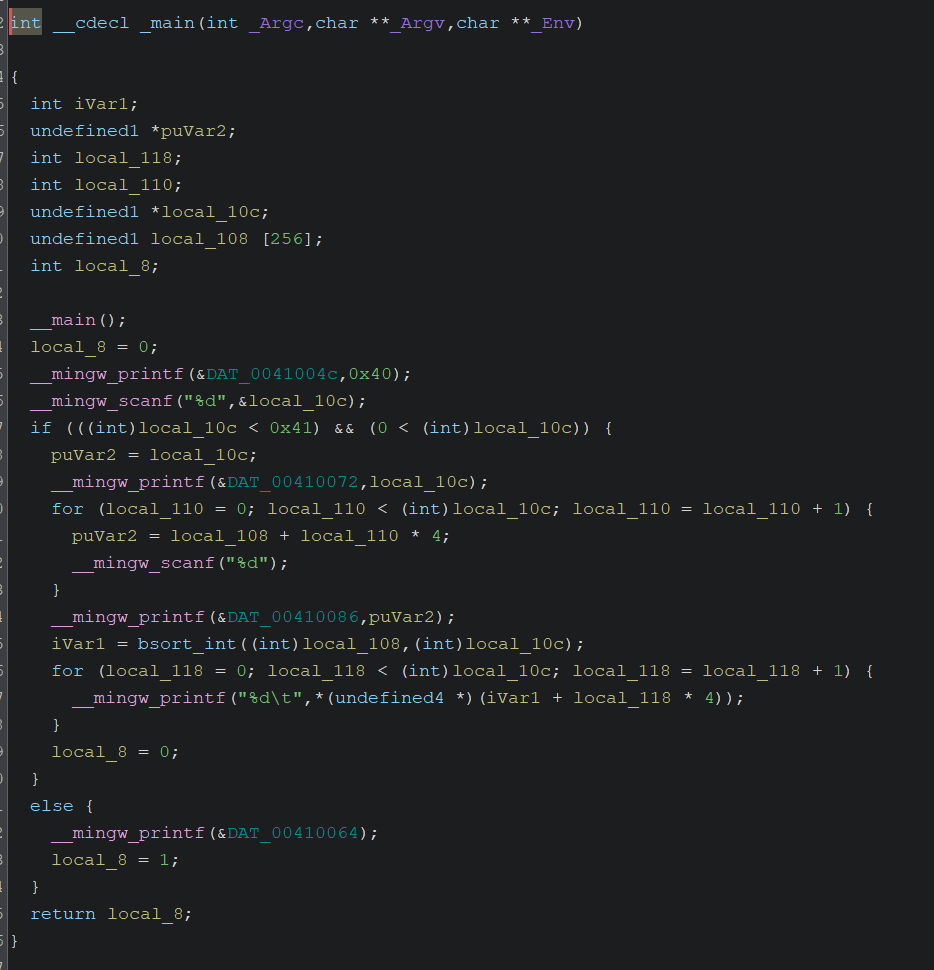 int __cdecl _main(int _Argc,char **_Argv,char **_Env)
{
int iVar1;
undefined1 *puVar2;
int local_118;
int local_110;
undefined1 *local_10c;
undefined1 local_108 [256];
int local_8;
__main();
local_8 = 0;
__mingw_printf(&DAT_0041004c,0x40);
__mingw_scanf("%d",&local_10c);
if (((int)local_10c < 0x41) && (0 < (int)local_10c)) {
puVar2 = local_10c;
__mingw_printf(&DAT_00410072,local_10c);
for (local_110 = 0; local_110 < (int)local_10c; local_110 = local_110 + 1) {
puVar2 = local_108 + local_110 * 4;
__mingw_scanf("%d");
}
__mingw_printf(&DAT_00410086,puVar2);
iVar1 = bsort_int((int)local_108,(int)local_10c);
for (local_118 = 0; local_118 < (int)local_10c; local_118 = local_118 + 1) {
__mingw_printf("%d\t",*(undefined4 *)(iVar1 + local_118 * 4));
}
local_8 = 0;
}
else {
__mingw_printf(&DAT_00410064);
local_8 = 1;
}
return local_8;
}